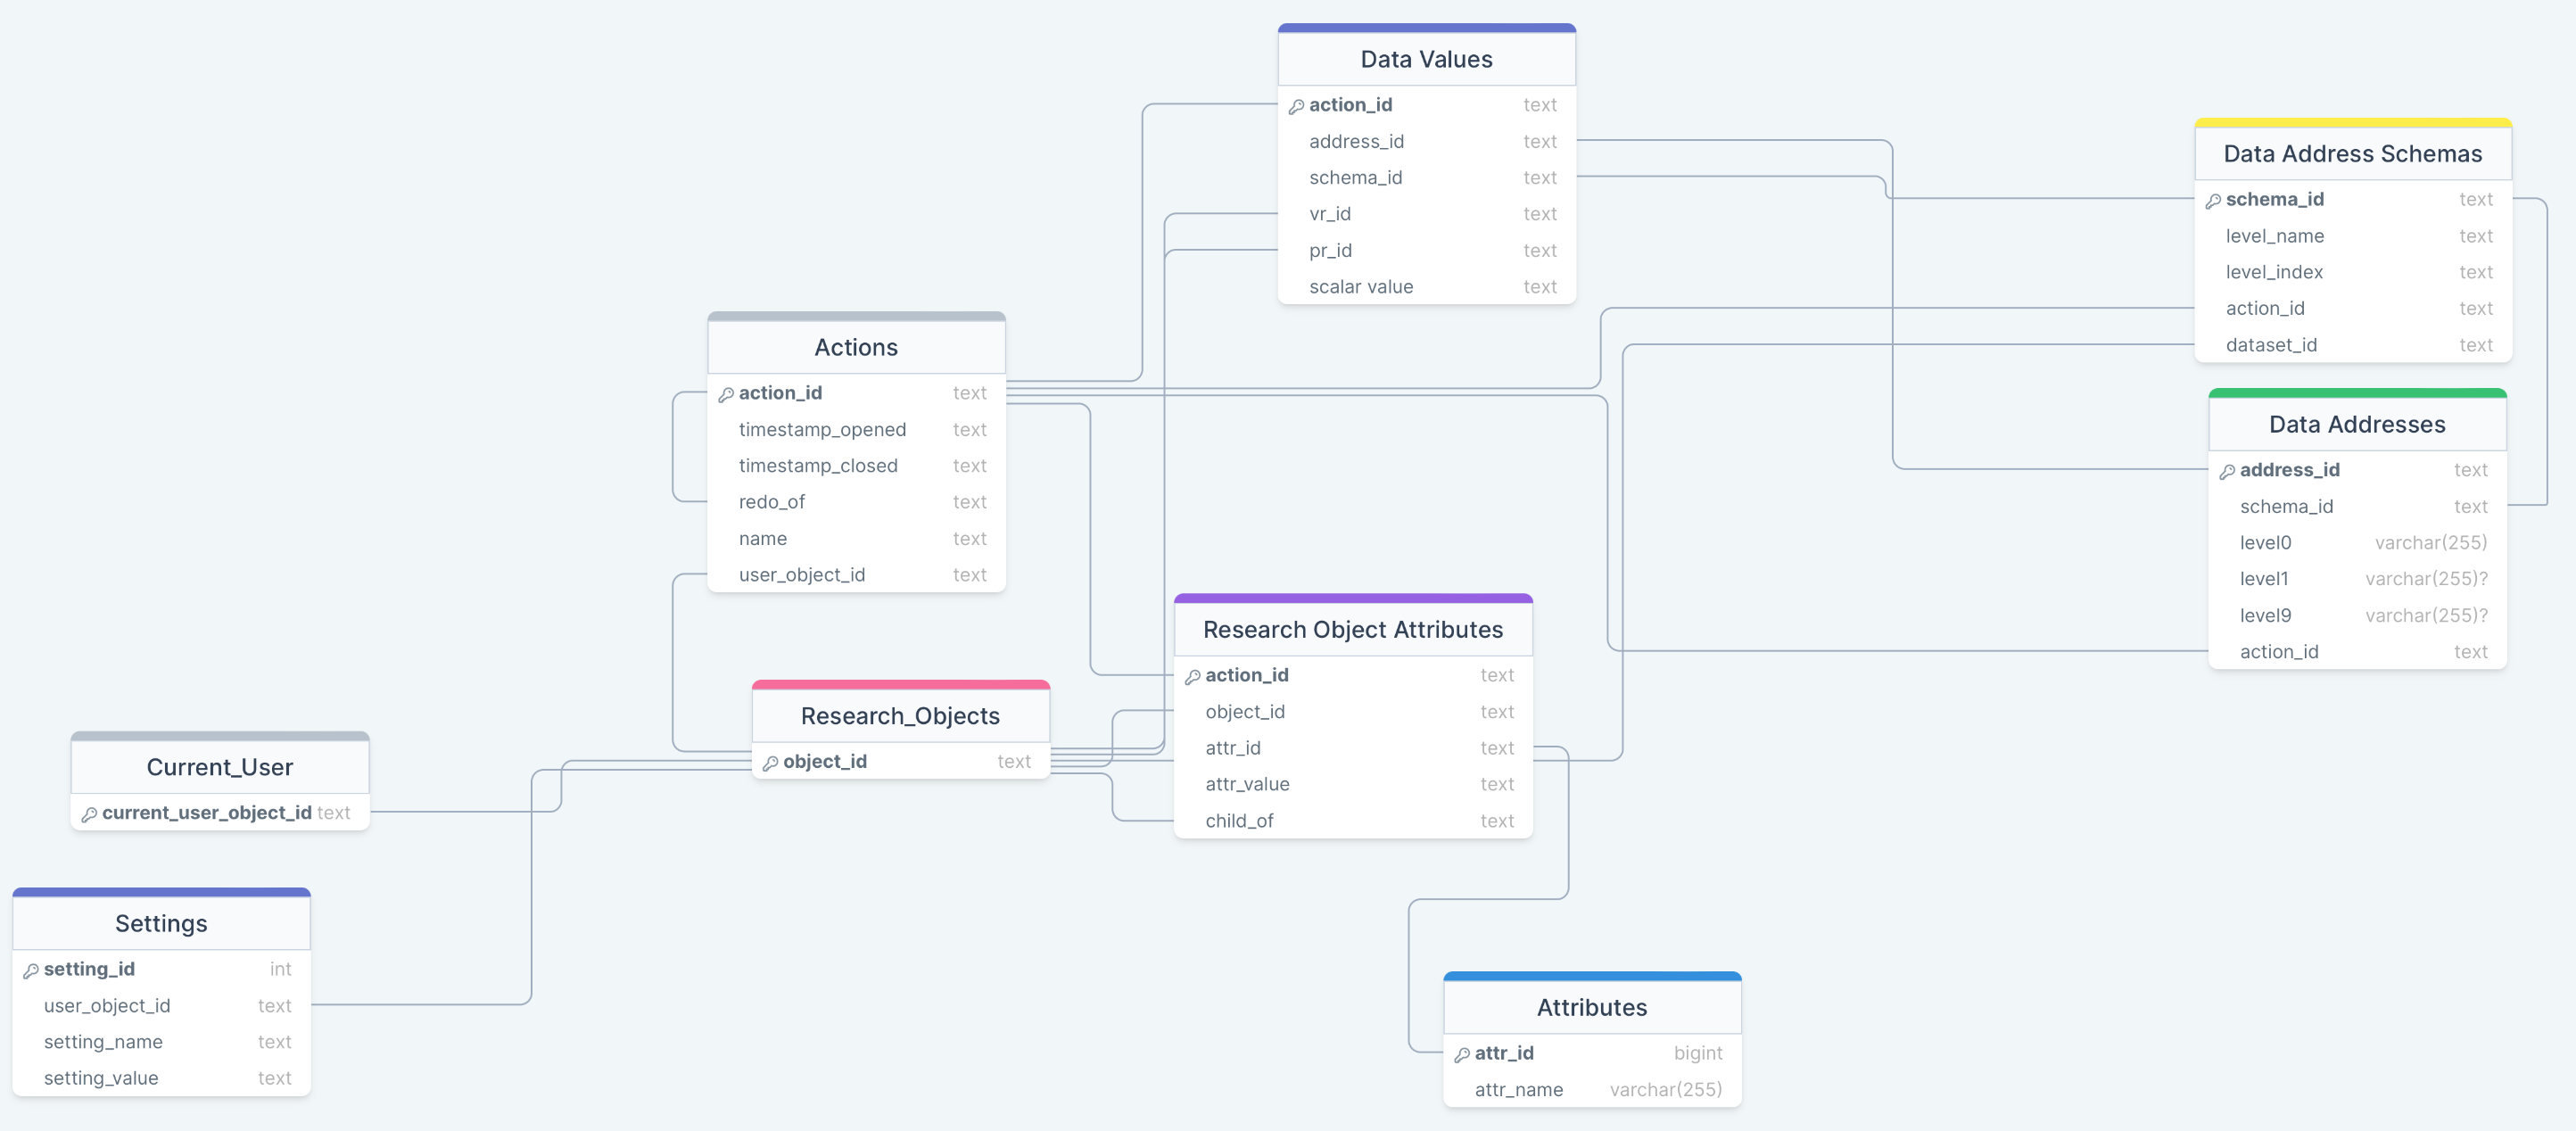 Data Values
action_id text
address_id text
schema_id text
vr_id text
pr_id text
scalar value text
Data Address Schemas
schema_id text
level_name text
level_index text
action_id text
dataset_id text
Actions
action_id text
timestamp_opened text
timestamp_closed text
redo_of text
name text
user_object_id text
Data Addresses
address_id text
schema_id text
level0 varchar(255)
level1 varchar(255)?
level9 varchar(255)?
action_id text
Research Object Attributes
action_id text
object_id text
attr_id text
attr_value text
child_of text
Research_Objects
object_id text
Current_User
current_user_object_id text
Settings
setting_id int
user_object_id text
setting_name text
setting_value text
Attributes
attr_id bigint
attr_name varchar(255)